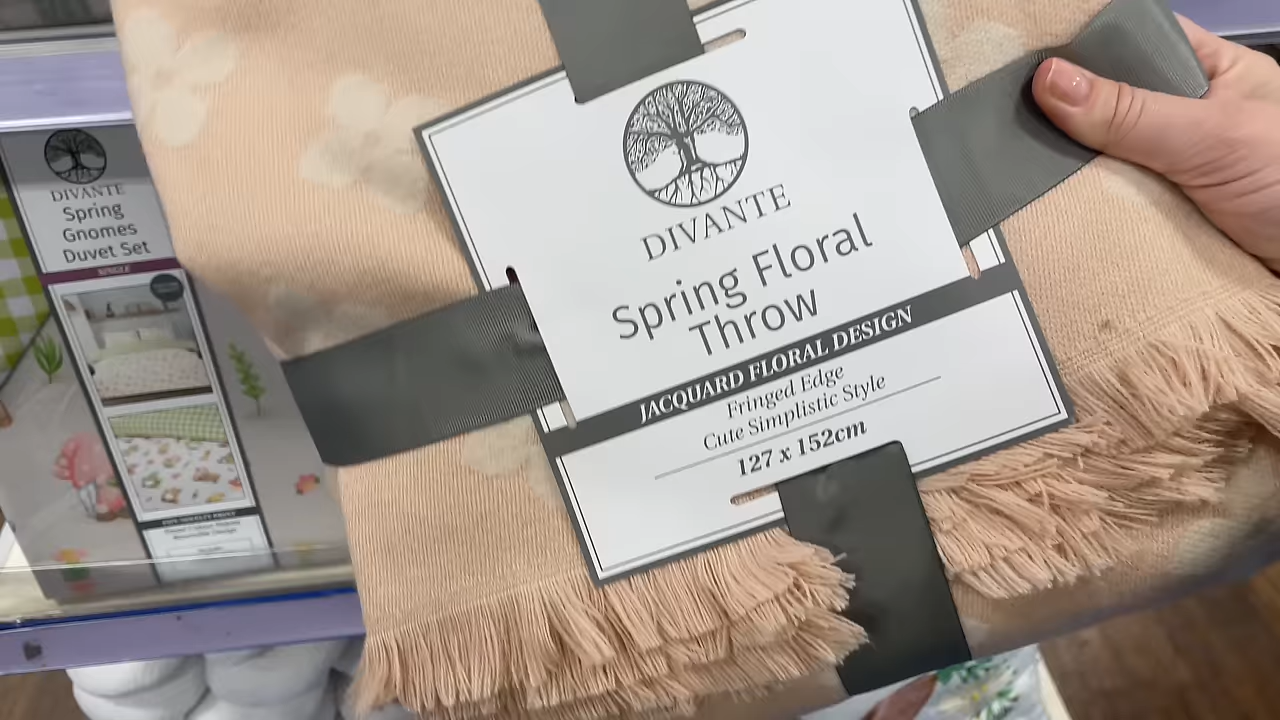 DIVANTE
Spring Floral
Throw
JACQUARD FLORAL DESIGN
Fringed Edge
Cute Simplistic Style
127 x 152cm
DIVANTE
Spring
Gnomes
Duvet Set
SINGLE